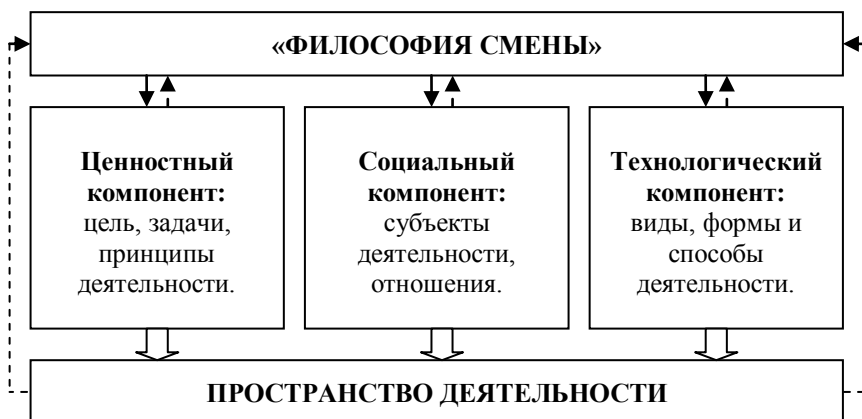 «ФИЛОСОФИЯ СМЕНЫ»
Ценностный
компонент:
цель, задачи,
принципы
деятельности.
Социальный
компонент:
субъекты
деятельности,
отношения.
Технологический
компонент:
виды, формы и
способы
деятельности.
ПРОСТРАНСТВО ДЕЯТЕЛЬНОСТИ